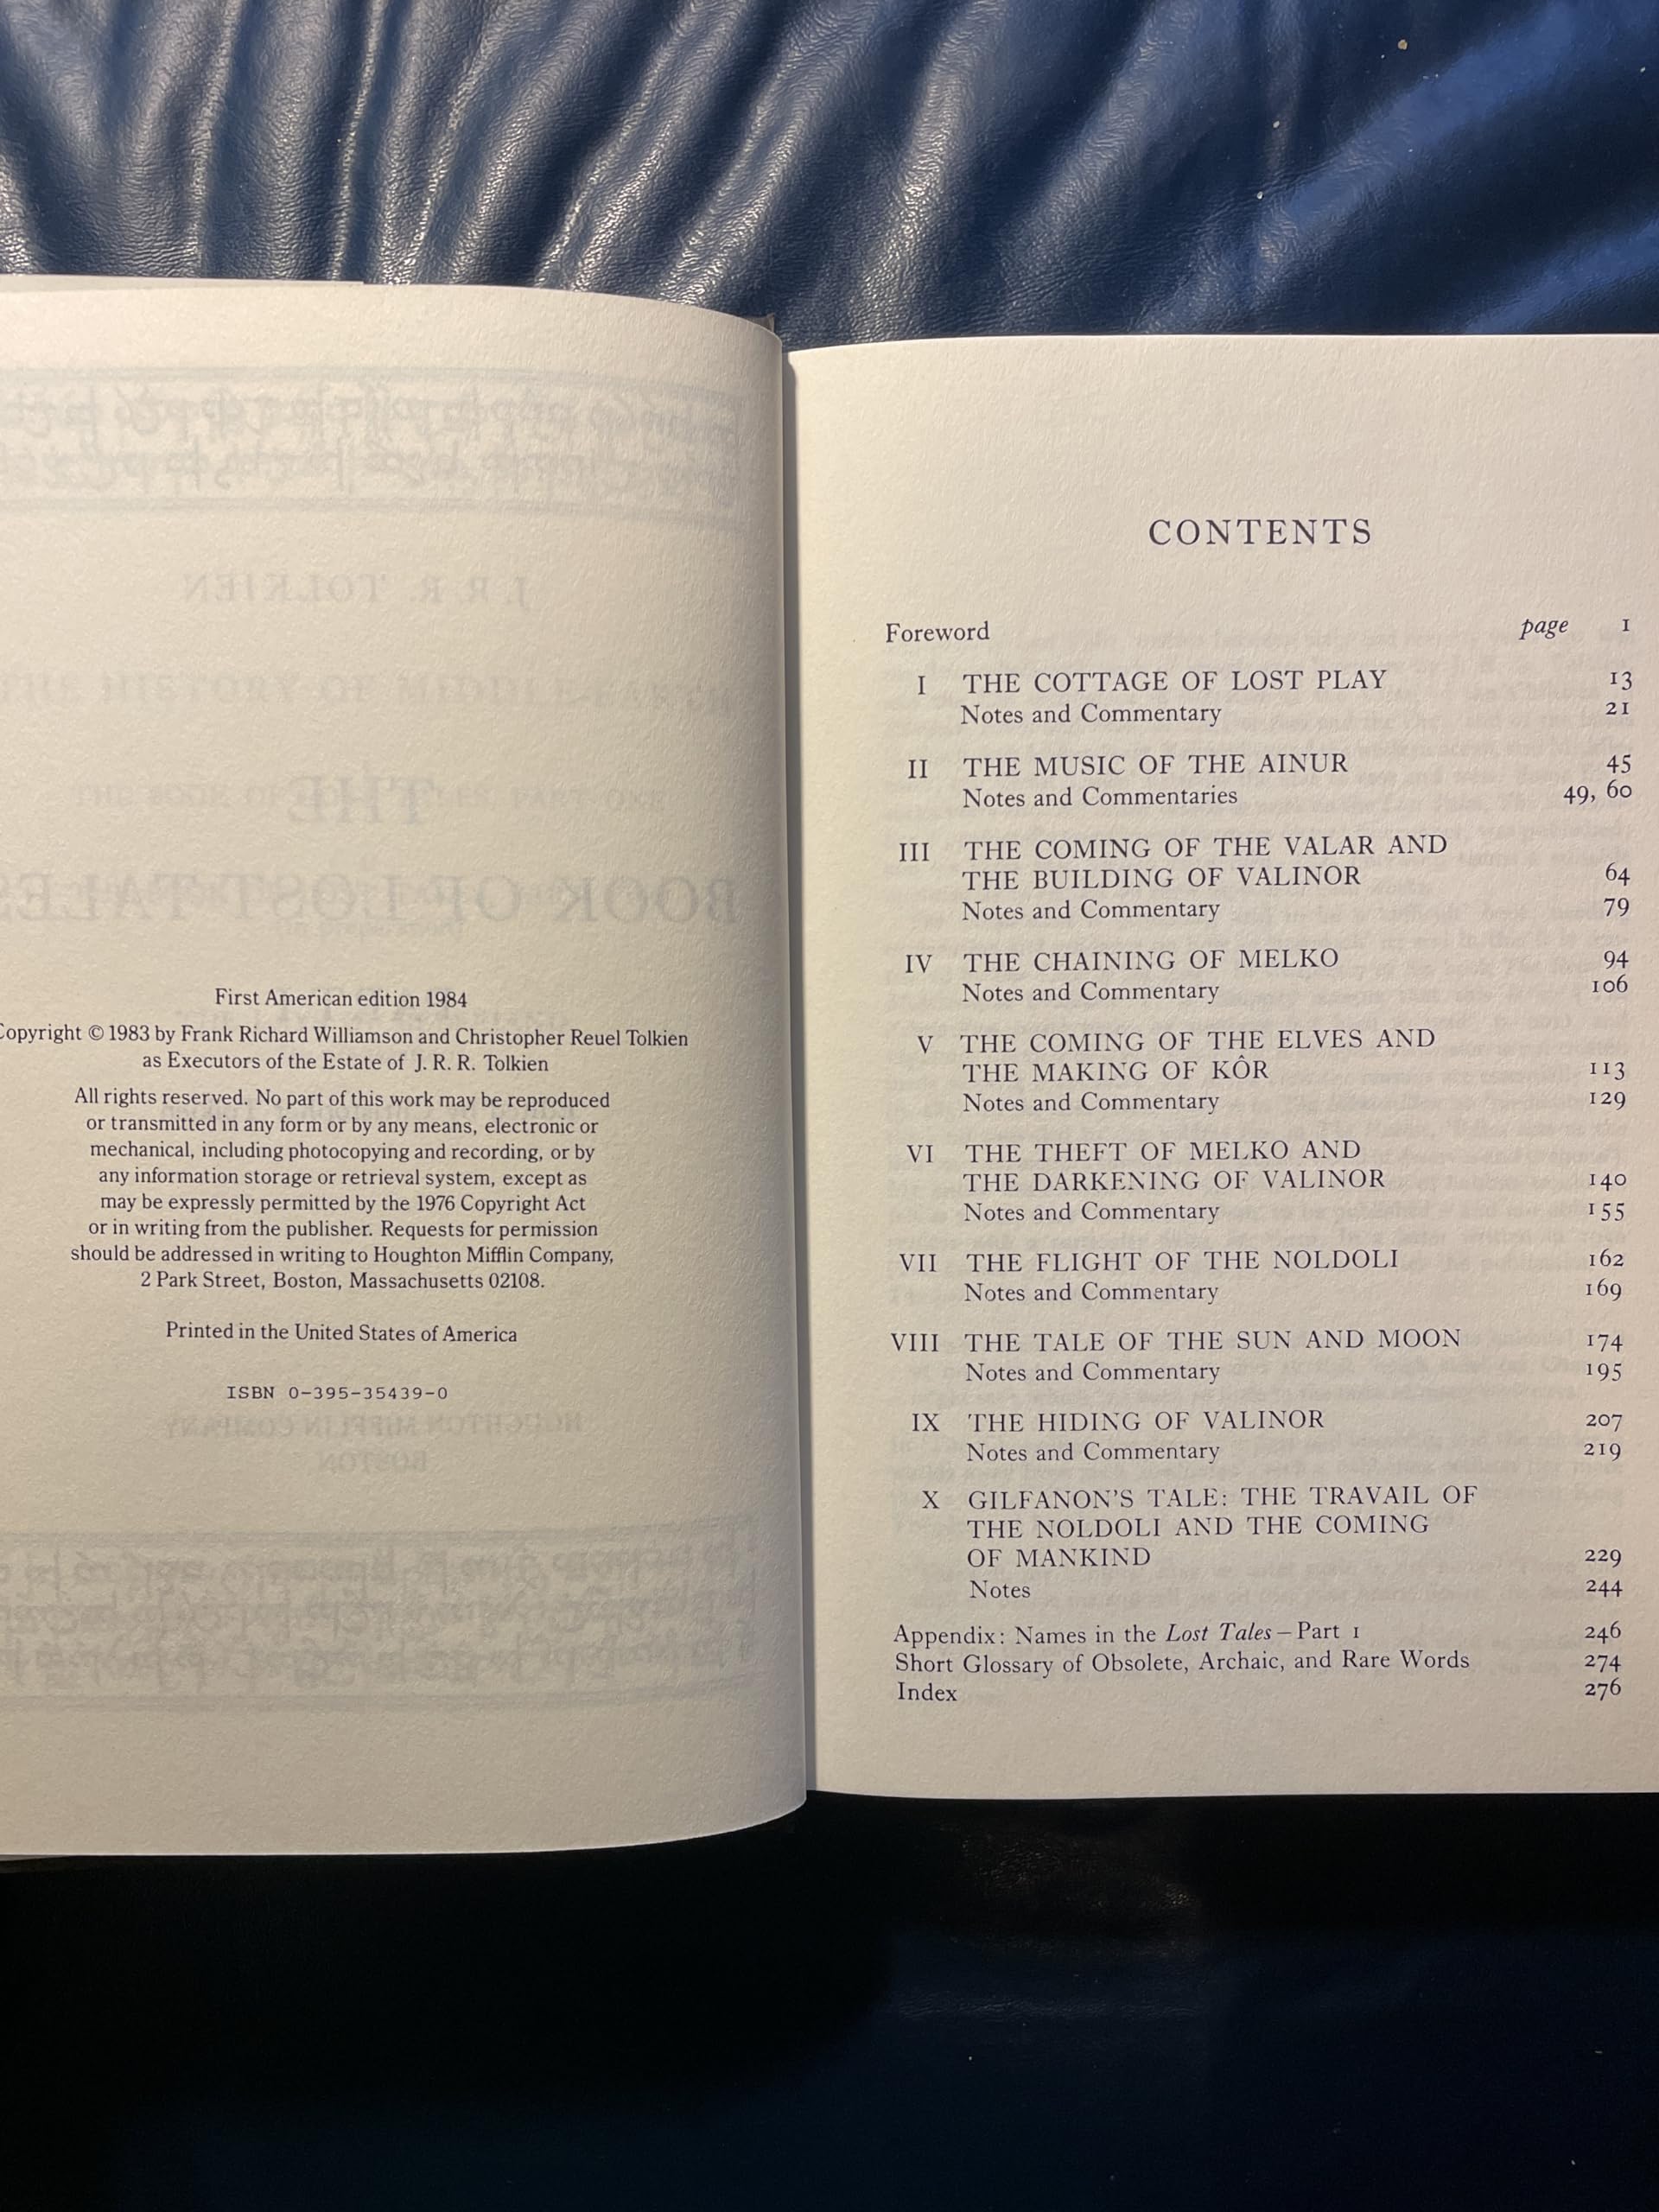 First American edition 1984
Copyright © 1983 by Frank Richard Williamson and Christopher Reuel Tolkien
as Executors of the Estate of J. R. R. Tolkien
All rights reserved. No part of this work may be reproduced
or transmitted in any form or by any means, electronic or
mechanical, including photocopying and recording, or by
any information storage or retrieval system, except as
may be expressly permitted by the 1976 Copyright Act
or in writing from the publisher. Requests for permission
should be addressed in writing to Houghton Mifflin Company,
2 Park Street, Boston, Massachusetts 02108.
Printed in the United States of America
ISBN 0-395-35439-0
J. R. R. TOLKIEN
THE
BOOK OF LOST TALES
HOUGHTON MIFFLIN COMPANY
BOSTON
CONTENTS
Foreword page 1
I THE COTTAGE OF LOST PLAY 13
Notes and Commentary 21
II THE MUSIC OF THE AINUR 45
Notes and Commentaries 49, 60
III THE COMING OF THE VALAR AND
THE BUILDING OF VALINOR 64
Notes and Commentary 79
IV THE CHAINING OF MELKO 94
Notes and Commentary 106
V THE COMING OF THE ELVES AND
THE MAKING OF KÔR 113
Notes and Commentary 129
VI THE THEFT OF MELKO AND
THE DARKENING OF VALINOR 140
Notes and Commentary 155
VII THE FLIGHT OF THE NOLDOLI 162
Notes and Commentary 169
VIII THE TALE OF THE SUN AND MOON 174
Notes and Commentary 195
IX THE HIDING OF VALINOR 207
Notes and Commentary 219
X GILFANON'S TALE: THE TRAVAIL OF
THE NOLDOLI AND THE COMING
OF MANKIND 229
Notes 244
Appendix: Names in the Lost Tales – Part 1 246
Short Glossary of Obsolete, Archaic, and Rare Words 274
Index 276